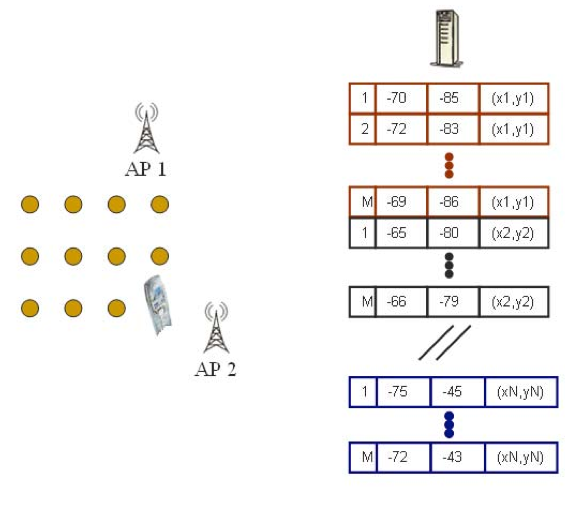 AP 1
AP 2
1 -70 -85 (x1,y1)
2 -72 -83 (x1,y1)
M -69 -86 (x1,y1)
1 -65 -80 (x2,y2)
M -66 -79 (x2,y2)
1 -75 -45 (xN,yN)
M -72 -43 (xN,yN)